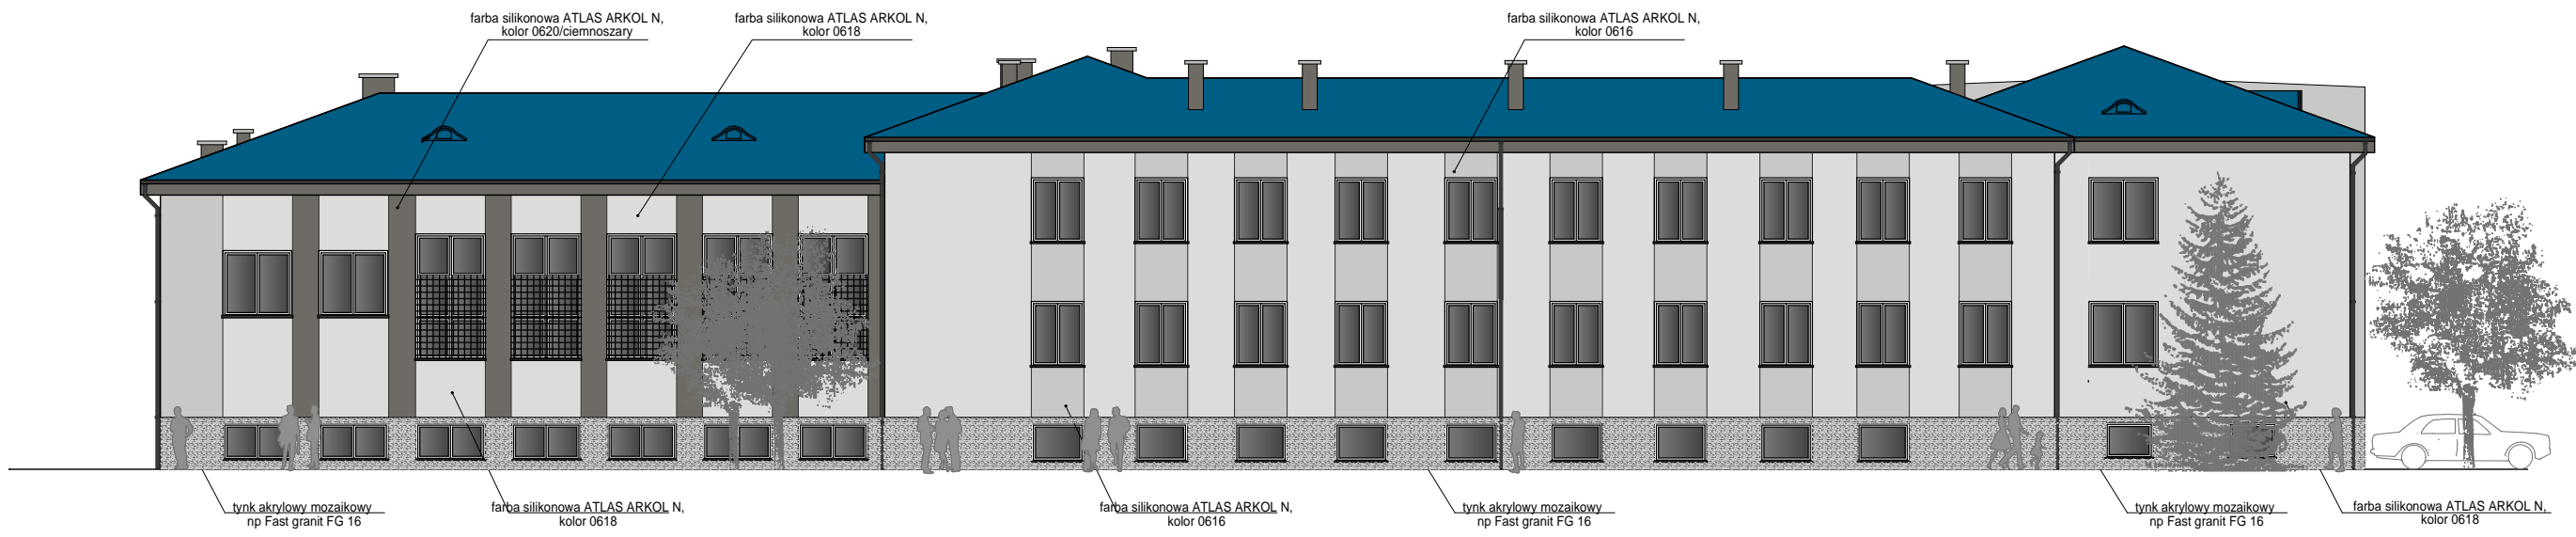 farba silikonowa ATLAS ARKOL N,
kolor 0620/ciemnoszary
farba silikonowa ATLAS ARKOL N,
kolor 0618
farba silikonowa ATLAS ARKOL N,
kolor 0616
tynk akrylowy mozaikowy
np Fast granit FG 16
farba silikonowa ATLAS ARKOL N,
kolor 0618
farba silikonowa ATLAS ARKOL N,
kolor 0616
tynk akrylowy mozaikowy
np Fast granit FG 16
tynk akrylowy mozaikowy
np Fast granit FG 16
farba silikonowa ATLAS ARKOL N,
kolor 0618